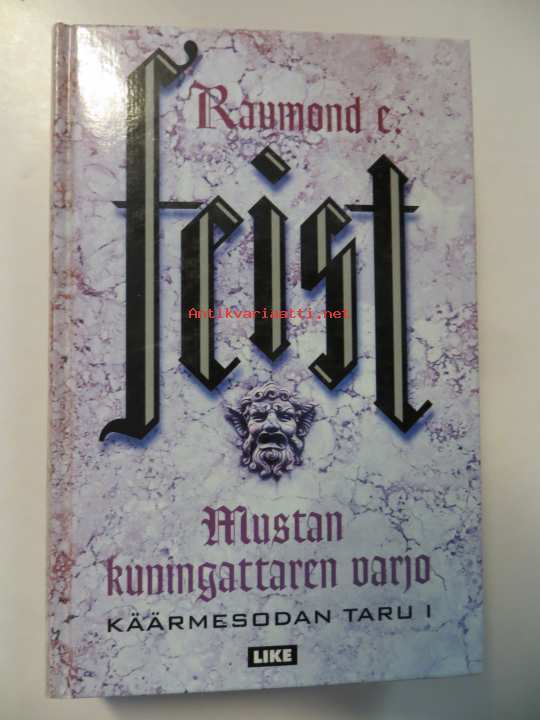 Raymond e.
feist
Antikvariaatti.net
Mustan
kuningattaren varjo
KÄÄRMESODAN TARU I
LIKE